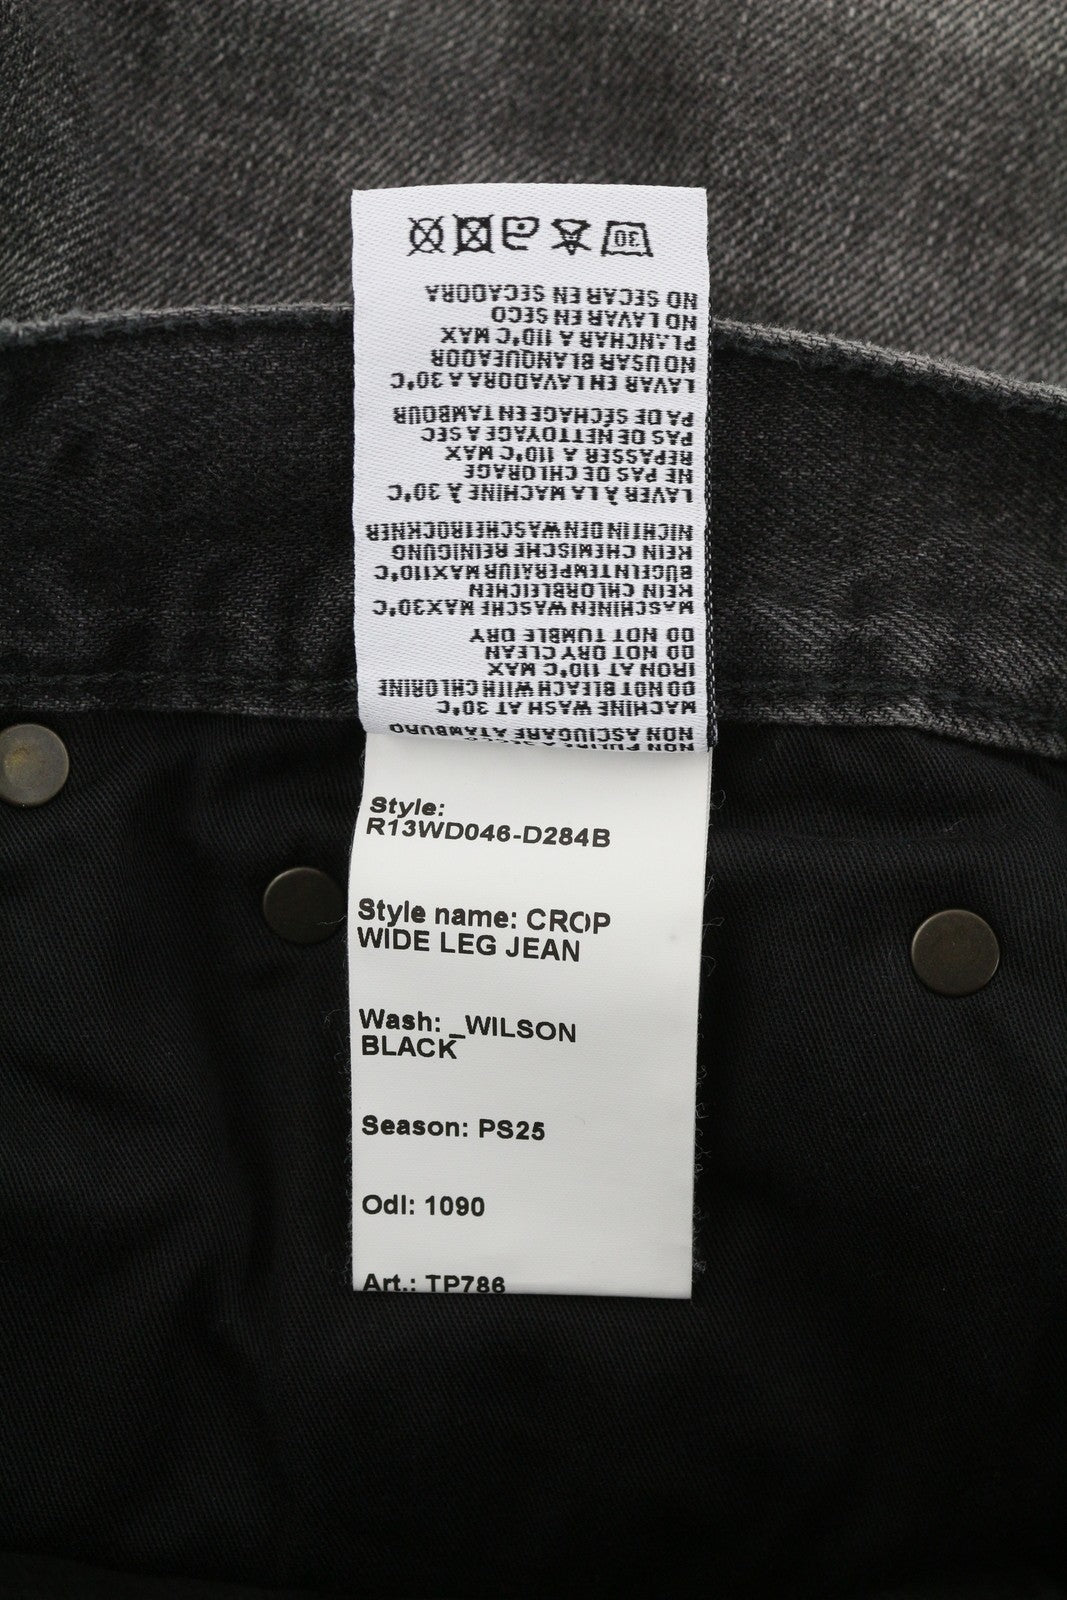 NON PULIRE A SECCO
NON ASCIUGARE A TAMBURO
MACHINE WASH AT 30°C
DO NOT BLEACH WITH CHLORINE
IRON AT 110°C MAX
DO NOT DRY CLEAN
DO NOT TUMBLE DRY
MASCHINEN WASCHE MAX30°C
KEIN CHLORBLEICHEN
BÜGELNTEMPERATUR MAX110°C
KEIN CHEMISCHE REINIGUNG
NICHT IN DEN WASCHETROCKNER
LAVER À LA MACHINE À 30°C
NE PAS DE CHLORAGE
REPASSER A 110°C MAX
PAS DE NETTOYAGE A SEC
PA DE SÉCHAGE EN TAMBOUR
LAVAR EN LAVADORA A 30°C
NO USAR BLANQUEADOR
PLANCHAR A 110°C MAX
NO LAVAR EN SECO
NO SECAR EN SECADORA
30
Style:
R13WD046-D284B
Style name: CROP
WIDE LEG JEAN
Wash: _WILSON
BLACK
Season: PS25
Odl: 1090
Art.: TP786